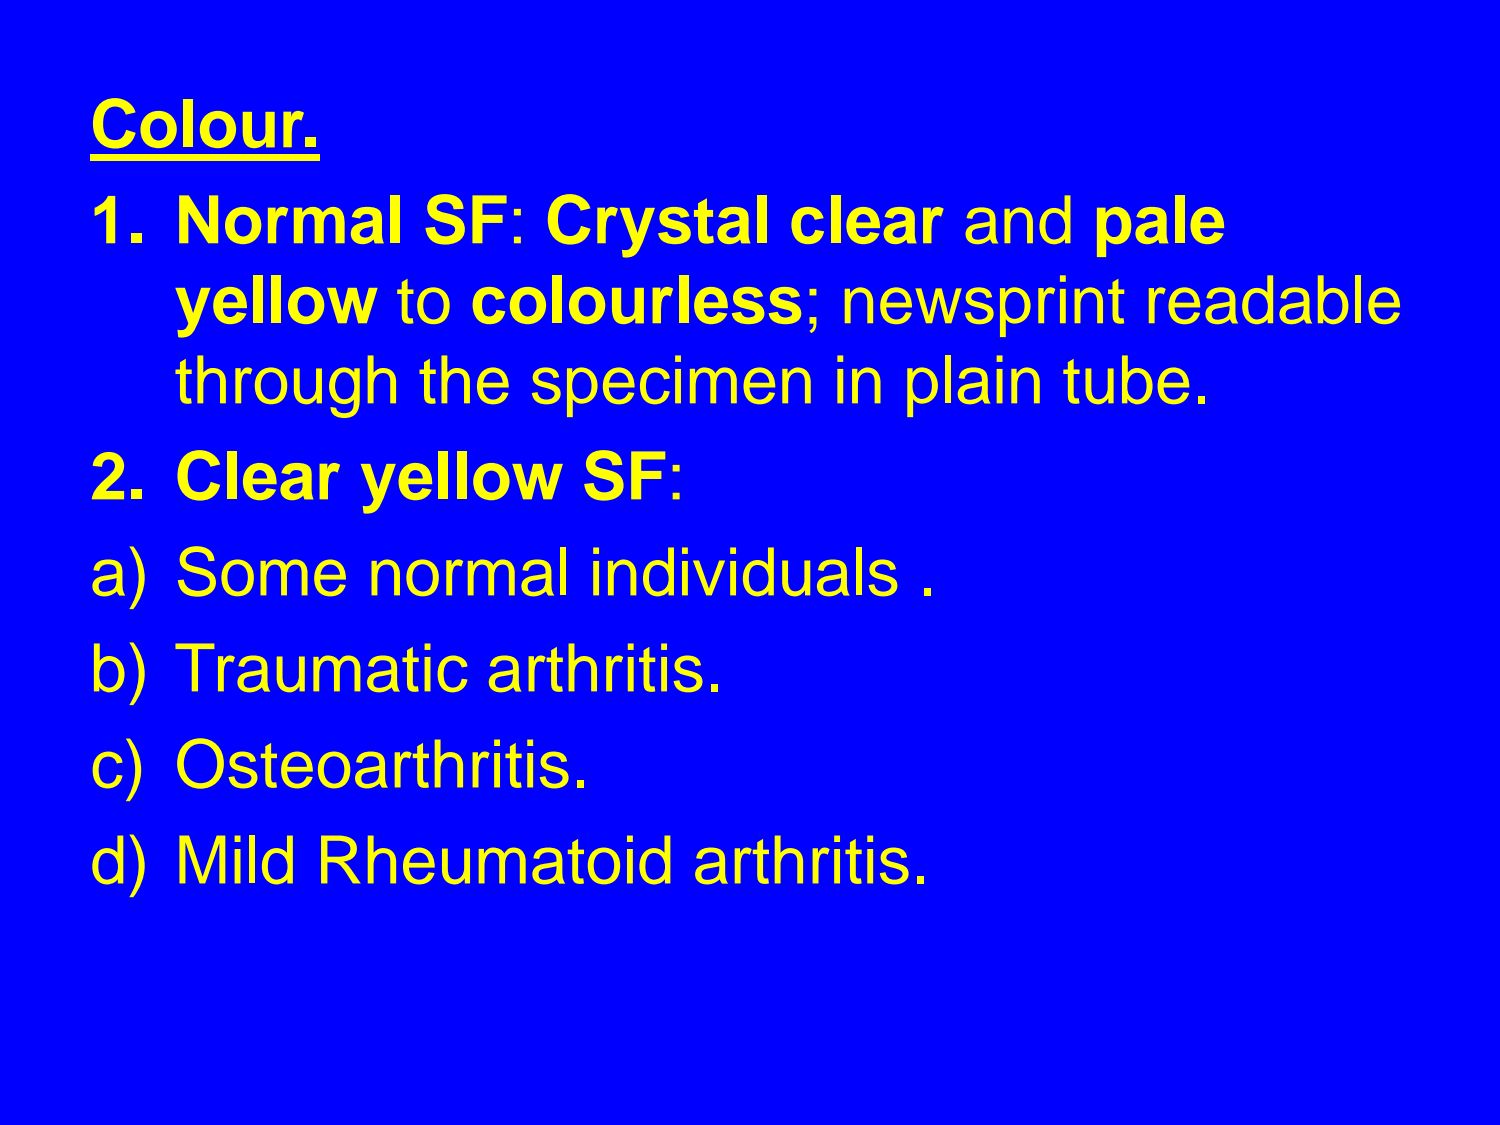 Colour.
1. Normal SF: Crystal clear and pale
yellow to colourless; newsprint readable
through the specimen in plain tube.
2. Clear yellow SF:
a) Some normal individuals .
b) Traumatic arthritis.
c) Osteoarthritis.
d) Mild Rheumatoid arthritis.